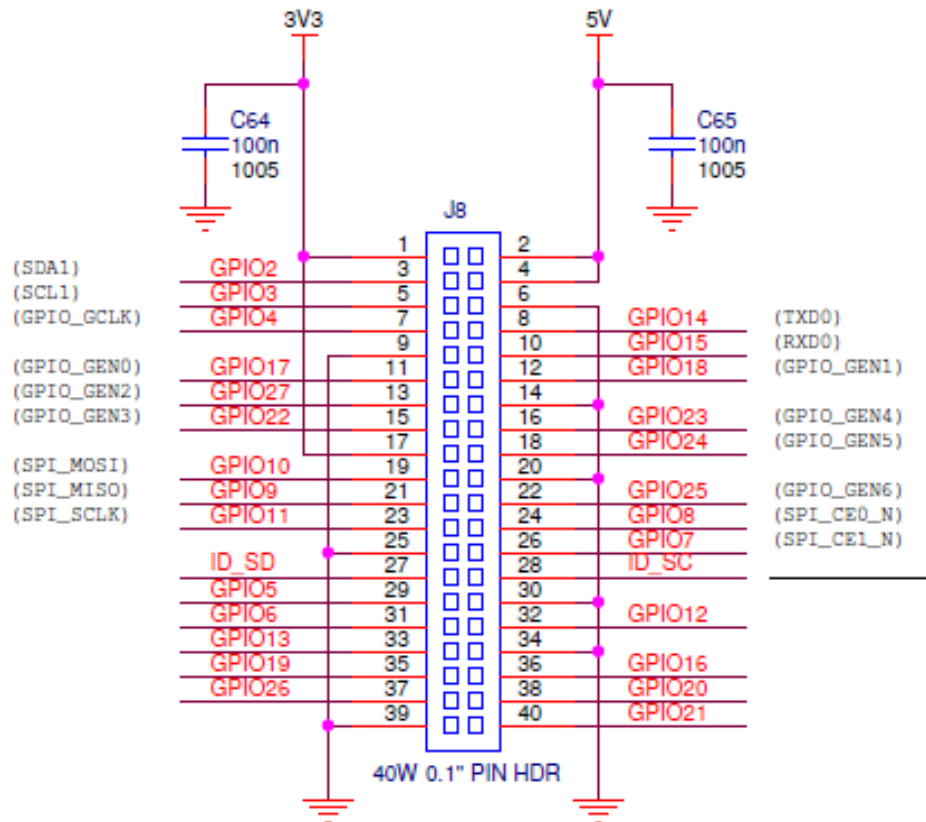 3V3 5V
C64 C65
100n 100n
1005 1005
J8
1 2
(SDA1) GPIO2 3 4
(SCL1) GPIO3 5 6
(GPIO_GCLK) GPIO4 7 8 GPIO14 (TXD0)
9 10 GPIO15 (RXD0)
(GPIO_GEN0) GPIO17 11 12 GPIO18 (GPIO_GEN1)
(GPIO_GEN2) GPIO27 13 14
(GPIO_GEN3) GPIO22 15 16 GPIO23 (GPIO_GEN4)
17 18 GPIO24 (GPIO_GEN5)
(SPI_MOSI) GPIO10 19 20
(SPI_MISO) GPIO9 21 22 GPIO25 (GPIO_GEN6)
(SPI_SCLK) GPIO11 23 24 GPIO8 (SPI_CE0_N)
25 26 GPIO7 (SPI_CE1_N)
ID_SD 27 28 ID_SC
GPIO5 29 30
GPIO6 31 32 GPIO12
GPIO13 33 34
GPIO19 35 36 GPIO16
GPIO26 37 38 GPIO20
39 40 GPIO21
40W 0.1" PIN HDR